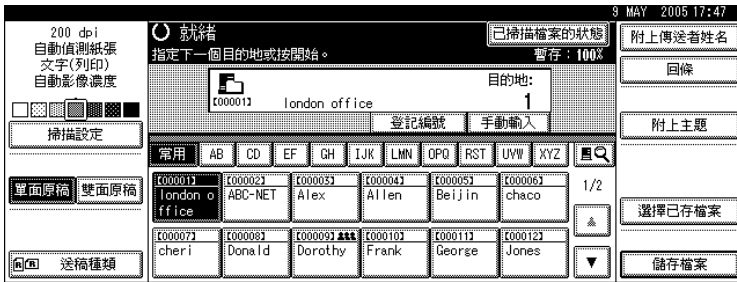 9 MAY 2005 17:47
200 dpi
自動偵測紙張
文字(列印)
自動影像濃度
掃描設定
單面原稿 雙面原稿
送稿種類
就緒
已掃描檔案的狀態
指定下一個目的地或按開始。
暫存:100%
目的地:
[00001] london office
1
登記編號 手動輸入
常用 AB CD EF GH IJK LMN OPQ RST UVW XYZ
[00001] [00002] [00003] [00004] [00005] [00006]
london o ABC-NET Alex Allen Beijin chaco
ffice
1/2
[00007] [00008] [00009] [00010] [00011] [00012]
cheri Donald Dorothy Frank George Jones
附上傳送者姓名
回條
附上主題
選擇已存檔案
儲存檔案